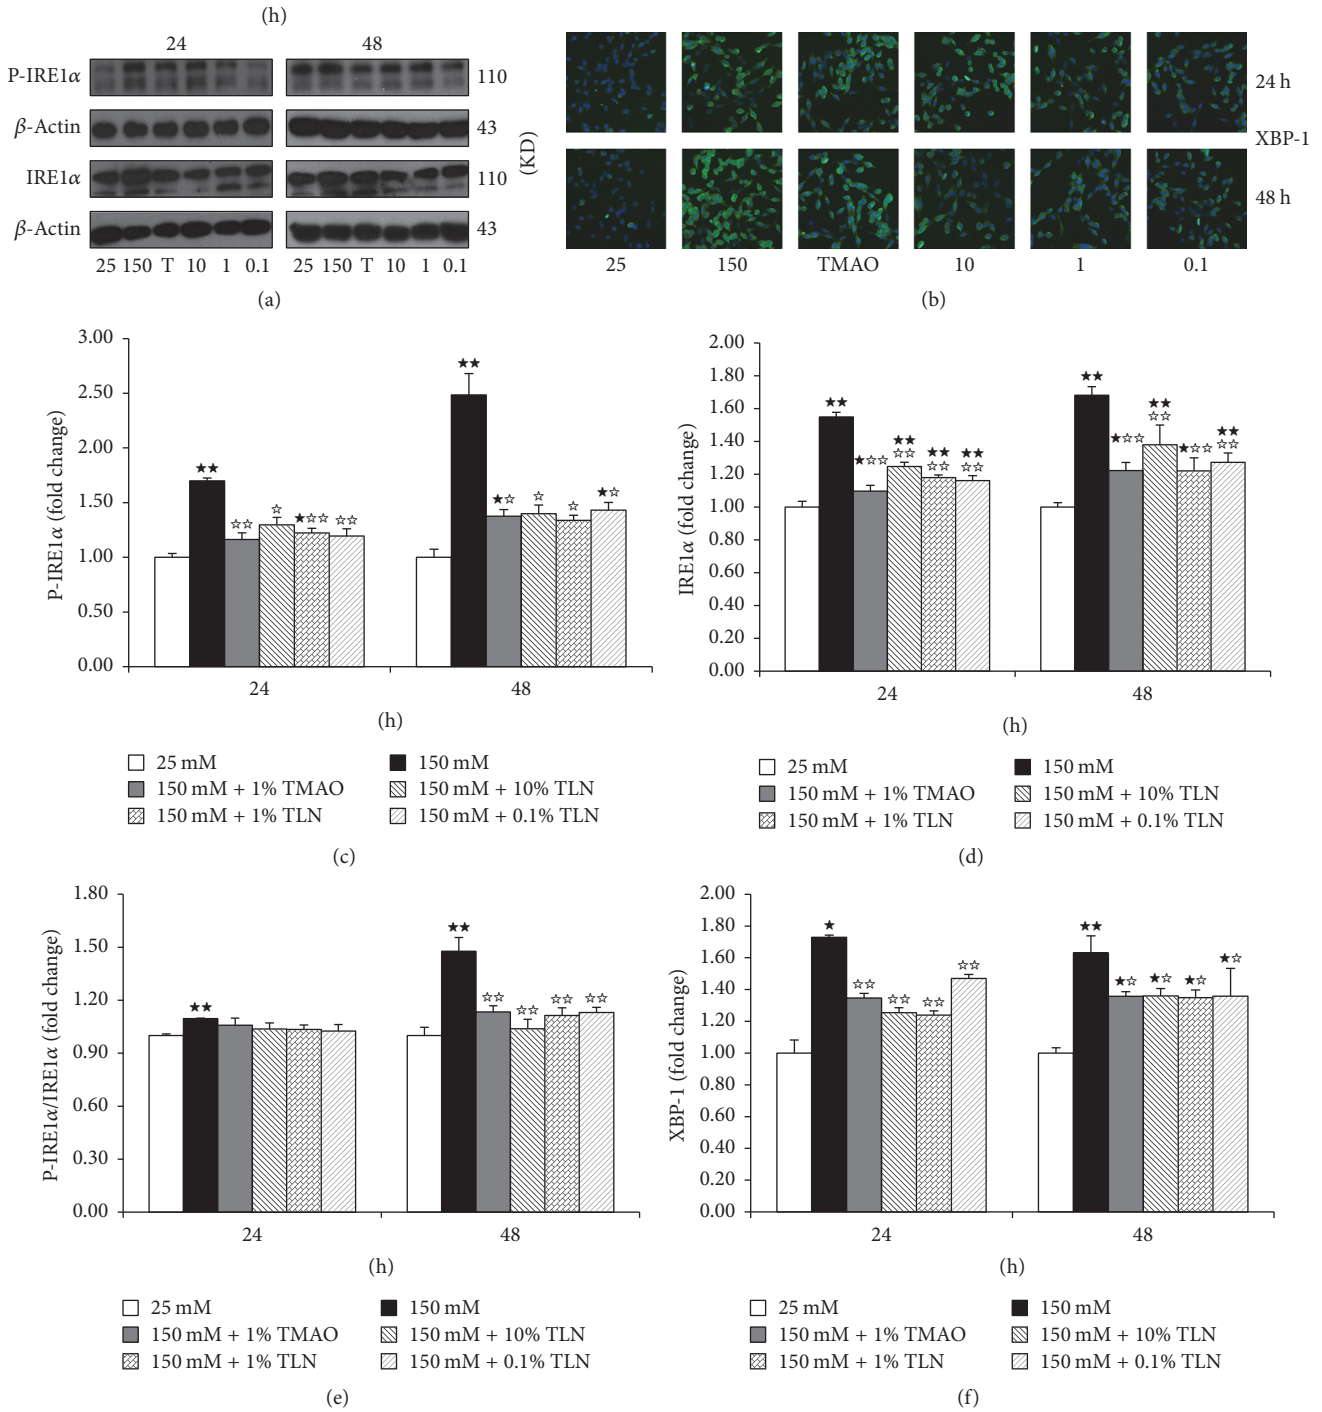 (h)
24 48
P-IRE1α 110
β-Actin 43
IRE1α 110
β-Actin 43
(KD)
25 150 T 10 1 0.1 25 150 T 10 1 0.1
(a)
24 h
XBP-1
48 h
25 150 TMAO 10 1 0.1
(b)
P-IRE1α (fold change)
3.00
2.50
2.00
1.50
1.00
0.50
0.00
★★ ☆☆ ☆ ★☆☆ ☆☆ ★★ ★☆ ☆ ☆ ★☆
24 48
(h)
25 mM 150 mM
150 mM + 1% TMAO 150 mM + 10% TLN
150 mM + 1% TLN 150 mM + 0.1% TLN
(c)
IRE1α (fold change)
2.00
1.80
1.60
1.40
1.20
1.00
0.80
0.60
0.40
0.20
0.00
★★ ★☆☆ ★★☆☆ ★★☆☆ ★★☆☆ ★★ ★☆☆ ★★☆☆ ★☆☆ ★★☆☆
24 48
(h)
25 mM 150 mM
150 mM + 1% TMAO 150 mM + 10% TLN
150 mM + 1% TLN 150 mM + 0.1% TLN
(d)
P-IRE1α/IRE1α (fold change)
1.80
1.50
1.20
0.90
0.60
0.30
0.00
★★ ★★ ☆☆ ☆☆ ☆☆ ☆☆
24 48
(h)
25 mM 150 mM
150 mM + 1% TMAO 150 mM + 10% TLN
150 mM + 1% TLN 150 mM + 0.1% TLN
(e)
XBP-1 (fold change)
2.00
1.80
1.60
1.40
1.20
1.00
0.80
0.60
0.40
0.20
0.00
★ ☆☆ ☆☆ ☆☆ ☆☆ ★★ ★☆ ★☆ ★☆ ★☆
24 48
(h)
25 mM 150 mM
150 mM + 1% TMAO 150 mM + 10% TLN
150 mM + 1% TLN 150 mM + 0.1% TLN
(f)